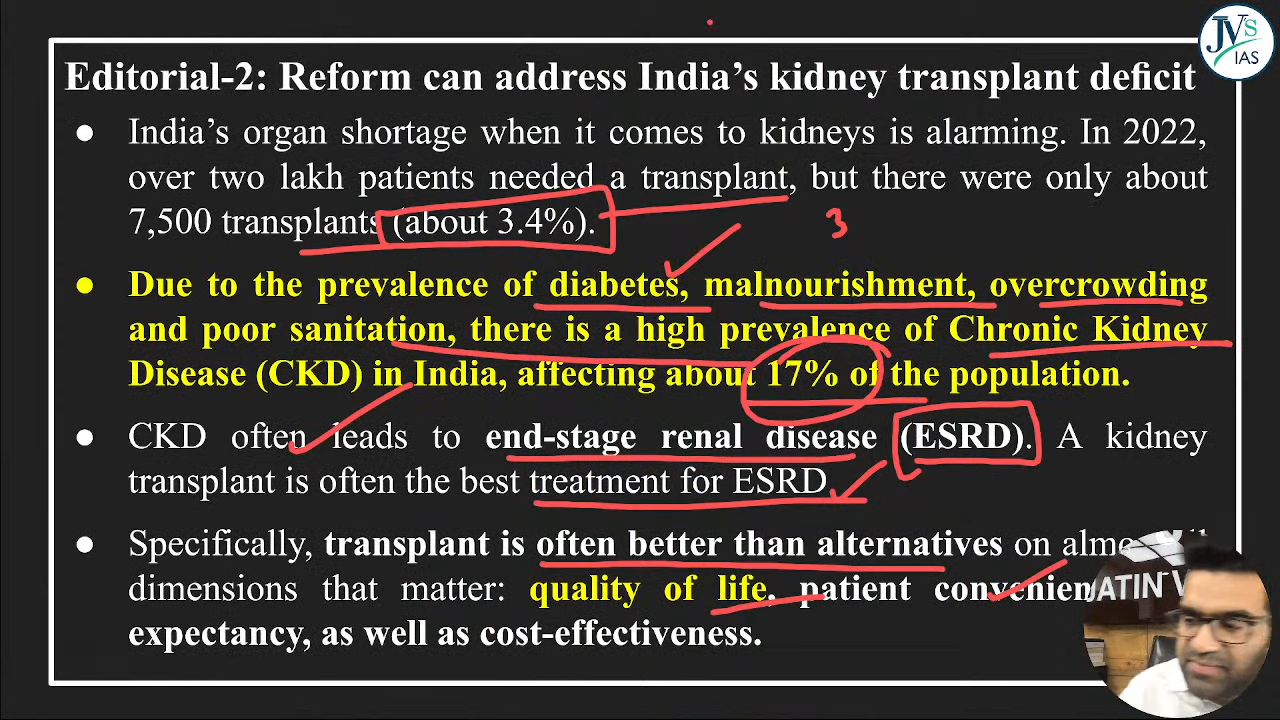 JVS
IAS
Editorial-2: Reform can address India's kidney transplant deficit
● India's organ shortage when it comes to kidneys is alarming. In 2022,
over two lakh patients needed a transplant, but there were only about
7,500 transplants (about 3.4%).
3
● Due to the prevalence of diabetes, malnourishment, overcrowding
and poor sanitation, there is a high prevalence of Chronic Kidney
Disease (CKD) in India, affecting about 17% of the population.
● CKD often leads to end-stage renal disease (ESRD). A kidney
transplant is often the best treatment for ESRD
● Specifically, transplant is often better than alternatives on
dimensions that matter: quality of life, patient
expectancy, as well as cost-effectiveness.